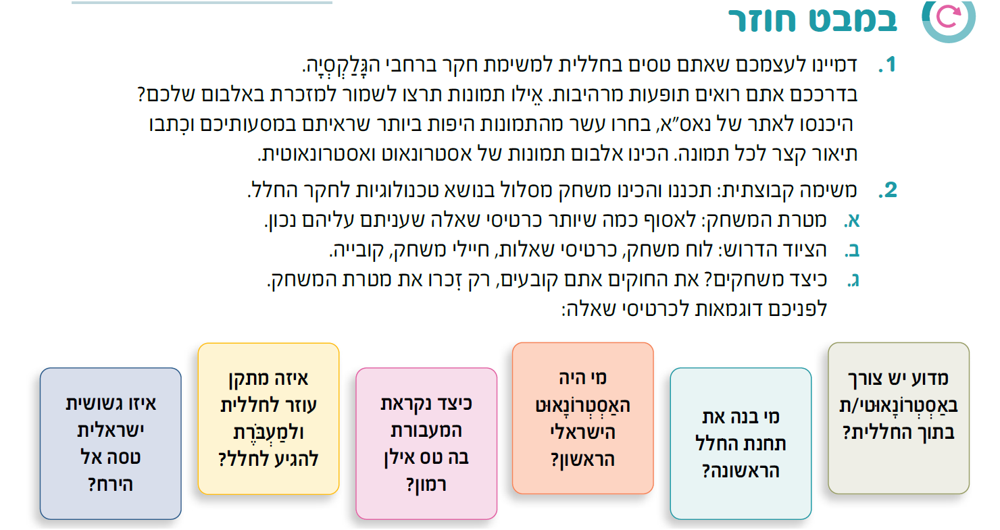 במבט חוזר
1. דמיינו לעצמכם שאתם טסים בחללית למשימת חקר ברחבי הגָּלַקְסְיָה.
בדרככם אתם רואים תופעות מרהיבות. אֵילו תמונות תרצו לשמור למזכרת באלבום שלכם?
היכנסו לאתר של נאס״א, בחרו עשר מהתמונות היפות ביותר שראיתם במסעותיכם וכִתבו
תיאור קצר לכל תמונה. הכינו אלבום תמונות של אסטרונאוט ואסטרונאוטית.
2. משימה קבוצתית: תכננו והכינו משחק מסלול בנושא טכנולוגיות לחקר החלל.
א. מטרת המשחק: לאסוף כמה שיותר כרטיסי שאלה שעניתם עליהם נכון.
ב. הציוד הדרוש: לוח משחק, כרטיסי שאלות, חיילי משחק, קובייה.
ג. כיצד משחקים? את החוקים אתם קובעים, רק זִכרו את מטרת המשחק.
לפניכם דוגמאות לכרטיסי שאלה:
מדוע יש צורך
באַסְטְרוֹנָאוּטי/ת
בתוך החללית?
מי בנה את
תחנת החלל
הראשונה?
מי היה
האַסְטְרוֹנָאוּט
הישראלי
הראשון?
כיצד נקראת
המעבורת
בה טס אילן
רמון?
איזה מתקן
עוזר לחללית
ולמַעְבֹּרֶת
להגיע לחלל?
איזו גשושית
ישראלית
טסה אל
הירח?